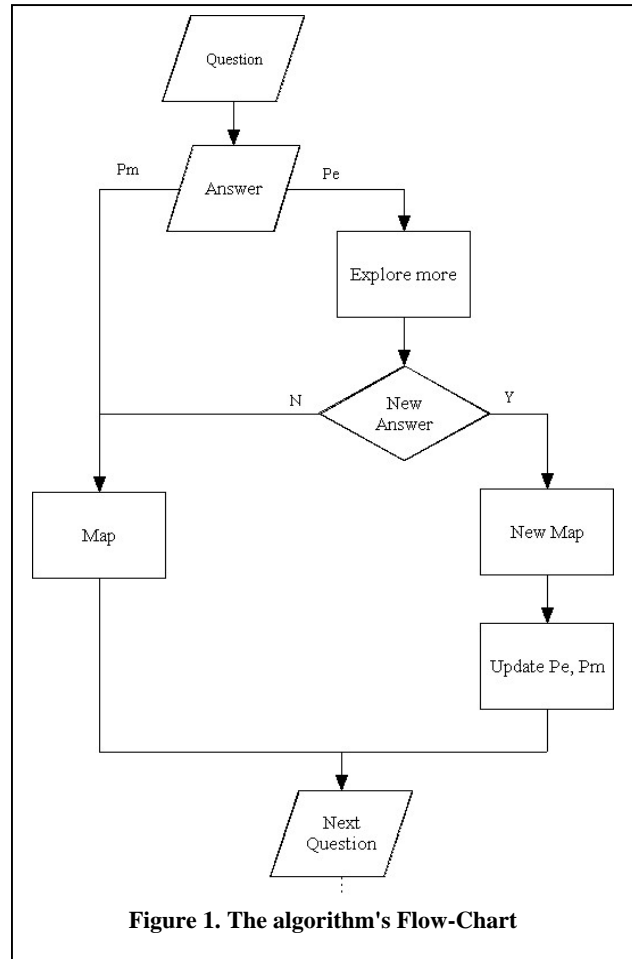 Question
Pm
Answer
Pe
Explore more
N
New
Answer
Y
Map
New Map
Update Pe, Pm
Next
Question
Figure 1. The algorithm's Flow-Chart